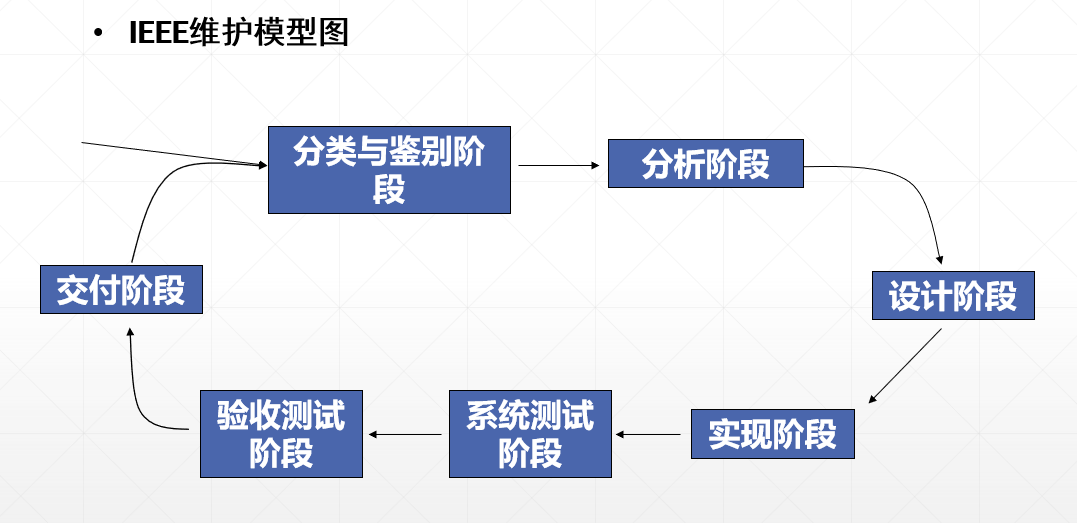 • IEEE维护模型图
分类与鉴别阶
段
分析阶段
设计阶段
实现阶段
系统测试
阶段
验收测试
阶段
交付阶段